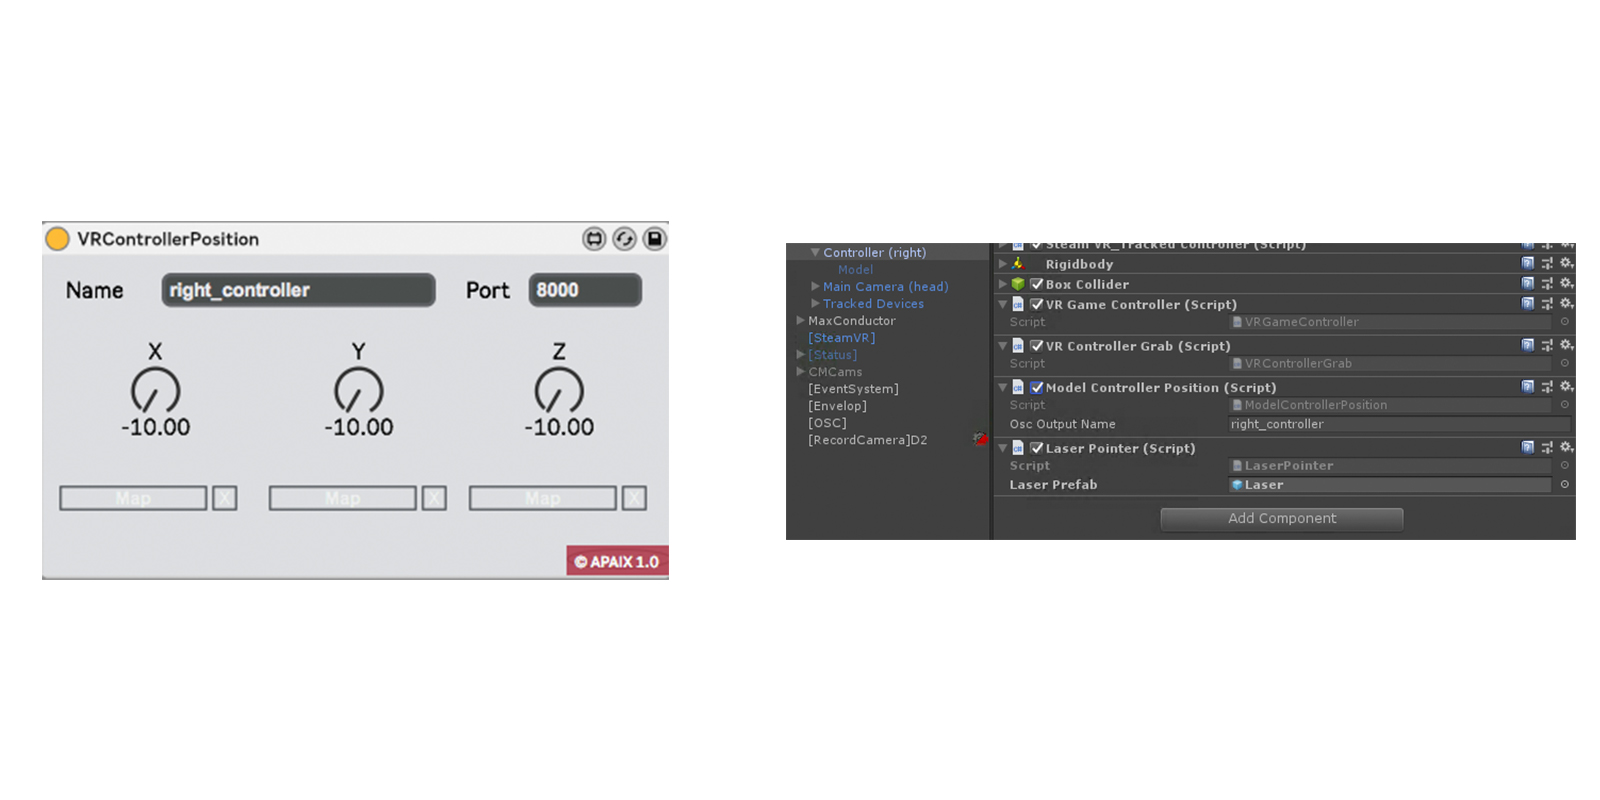 VRControllerPosition
Name right_controller Port 8000
X Y Z
-10.00 -10.00 -10.00
Map X Map X Map X
© APAIX 1.0
Controller (right)
Model
Main Camera (head)
Tracked Devices
MaxConductor
[SteamVR]
[Status]
CMCams
[EventSystem]
[Envelop]
[OSC]
[RecordCamera]D2
Steam VR_Tracked Controller (Script)
Rigidbody
Box Collider
VR Game Controller (Script)
Script VRGameController
VR Controller Grab (Script)
Script VRControllerGrab
Model Controller Position (Script)
Script ModelControllerPosition
Osc Output Name right_controller
Laser Pointer (Script)
Script LaserPointer
Laser Prefab Laser
Add Component